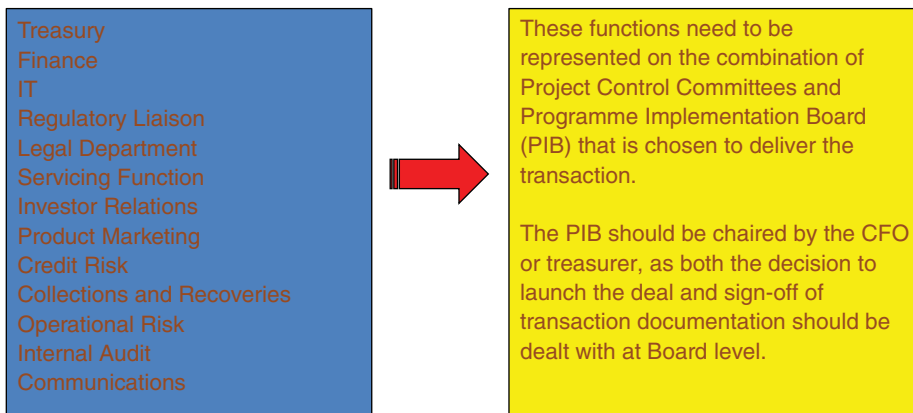 Treasury
Finance
IT
Regulatory Liaison
Legal Department
Servicing Function
Investor Relations
Product Marketing
Credit Risk
Collections and Recoveries
Operational Risk
Internal Audit
Communications
These functions need to be
represented on the combination of
Project Control Committees and
Programme Implementation Board
(PIB) that is chosen to deliver the
transaction.
The PIB should be chaired by the CFO
or treasurer, as both the decision to
launch the deal and sign-off of
transaction documentation should be
dealt with at Board level.